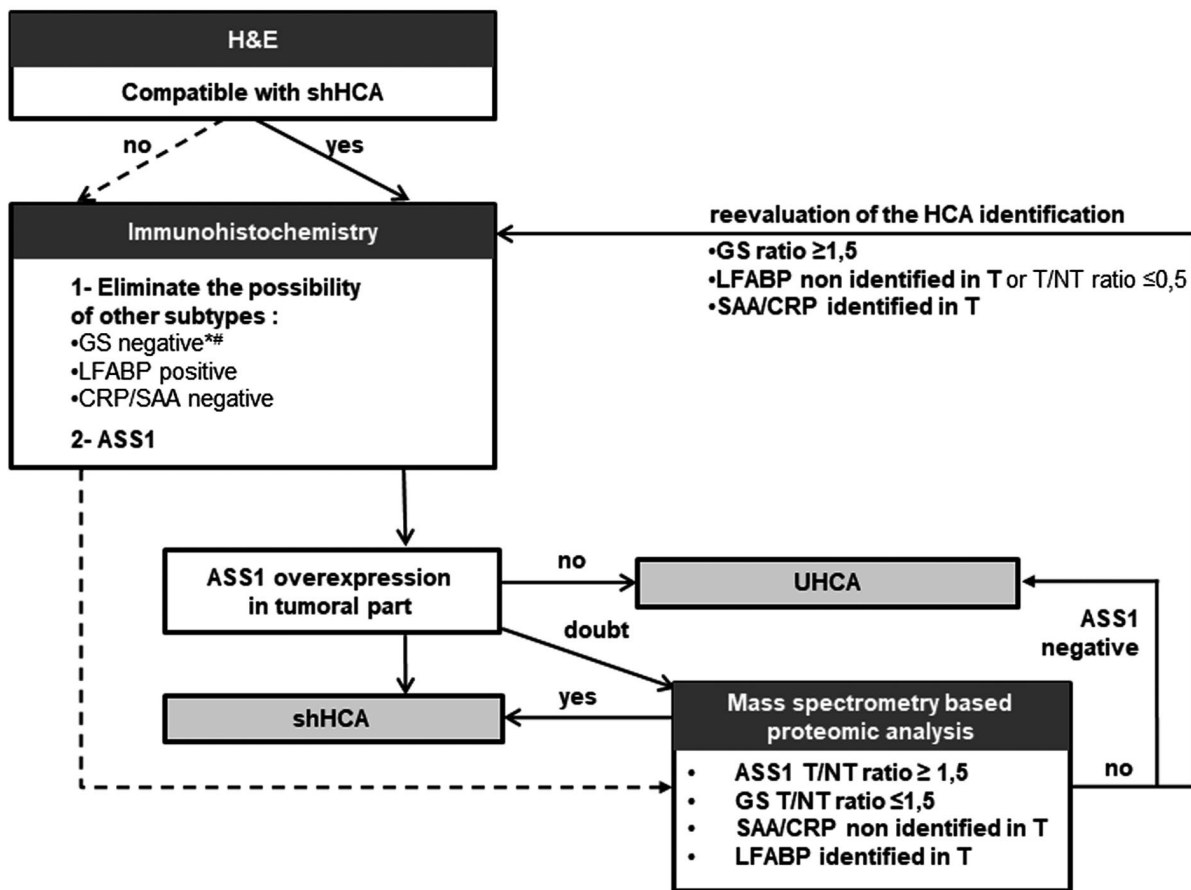 H&E
Compatible with shHCA
no
yes
Immunohistochemistry
1- Eliminate the possibility
of other subtypes :
•GS negative*#
•LFABP positive
•CRP/SAA negative
2- ASS1
reevaluation of the HCA identification
•GS ratio ≥1,5
•LFABP non identified in T or T/NT ratio ≤0,5
•SAA/CRP identified in T
ASS1 overexpression
in tumoral part
no
UHCA
doubt
ASS1
negative
shHCA
yes
Mass spectrometry based
proteomic analysis
• ASS1 T/NT ratio ≥ 1,5
• GS T/NT ratio ≤1,5
• SAA/CRP non identified in T
• LFABP identified in T
no